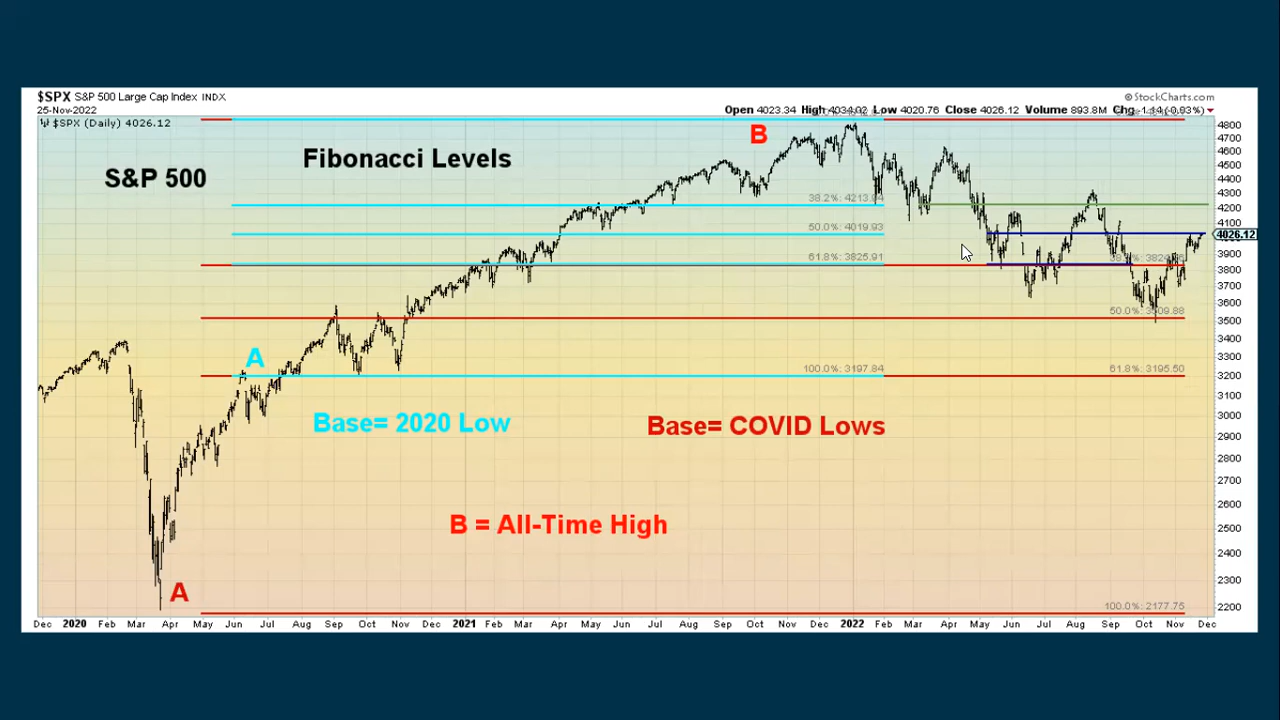 $SPX S&P 500 Large Cap Index INDX
© StockCharts.com
25-Nov-2022
Open 4023.34 High 4034.02 Low 4020.76 Close 4026.12 Volume 893.8M Chg -1.14 (-0.03%)
$SPX (Daily) 4026.12
B
Fibonacci Levels
S&P 500
38.2%: 4213.94
50.0%: 4019.93
61.8%: 3825.91
50.0%: 3509.88
A
100.0%: 3197.84
61.8%: 3195.50
Base= 2020 Low
Base= COVID Lows
B = All-Time High
A
100.0%: 2177.75
4800
4700
4600
4500
4400
4300
4200
4100
4026.12
3900
3800
3700
3600
3500
3400
3300
3200
3100
3000
2900
2800
2700
2600
2500
2400
2300
2200
Dec 2020 Feb Mar Apr May Jun Jul Aug Sep Oct Nov Dec 2021 Feb Mar Apr May Jun Jul Aug Sep Oct Nov Dec 2022 Feb Mar Apr May Jun Jul Aug Sep Oct Nov Dec